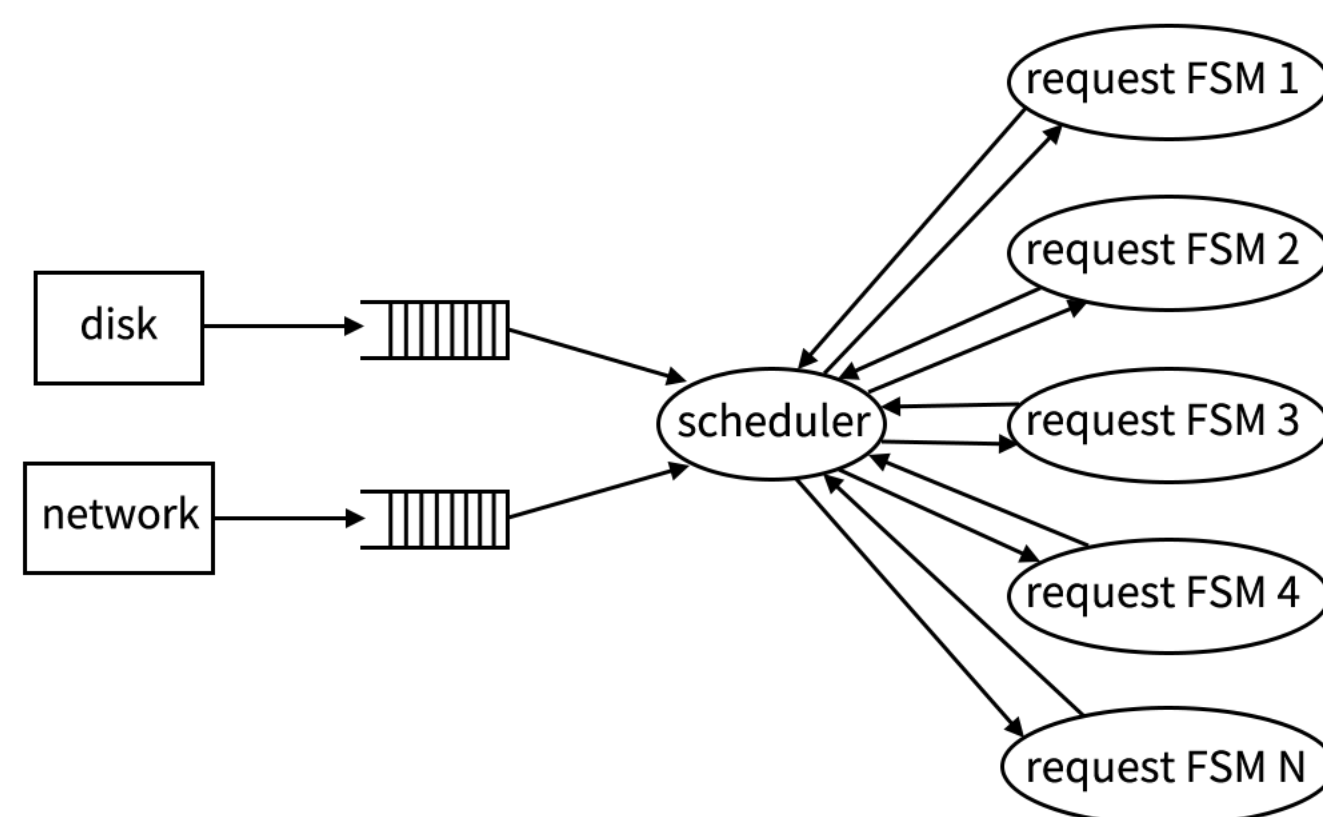 request FSM 1
request FSM 2
disk
scheduler
request FSM 3
network
request FSM 4
request FSM N